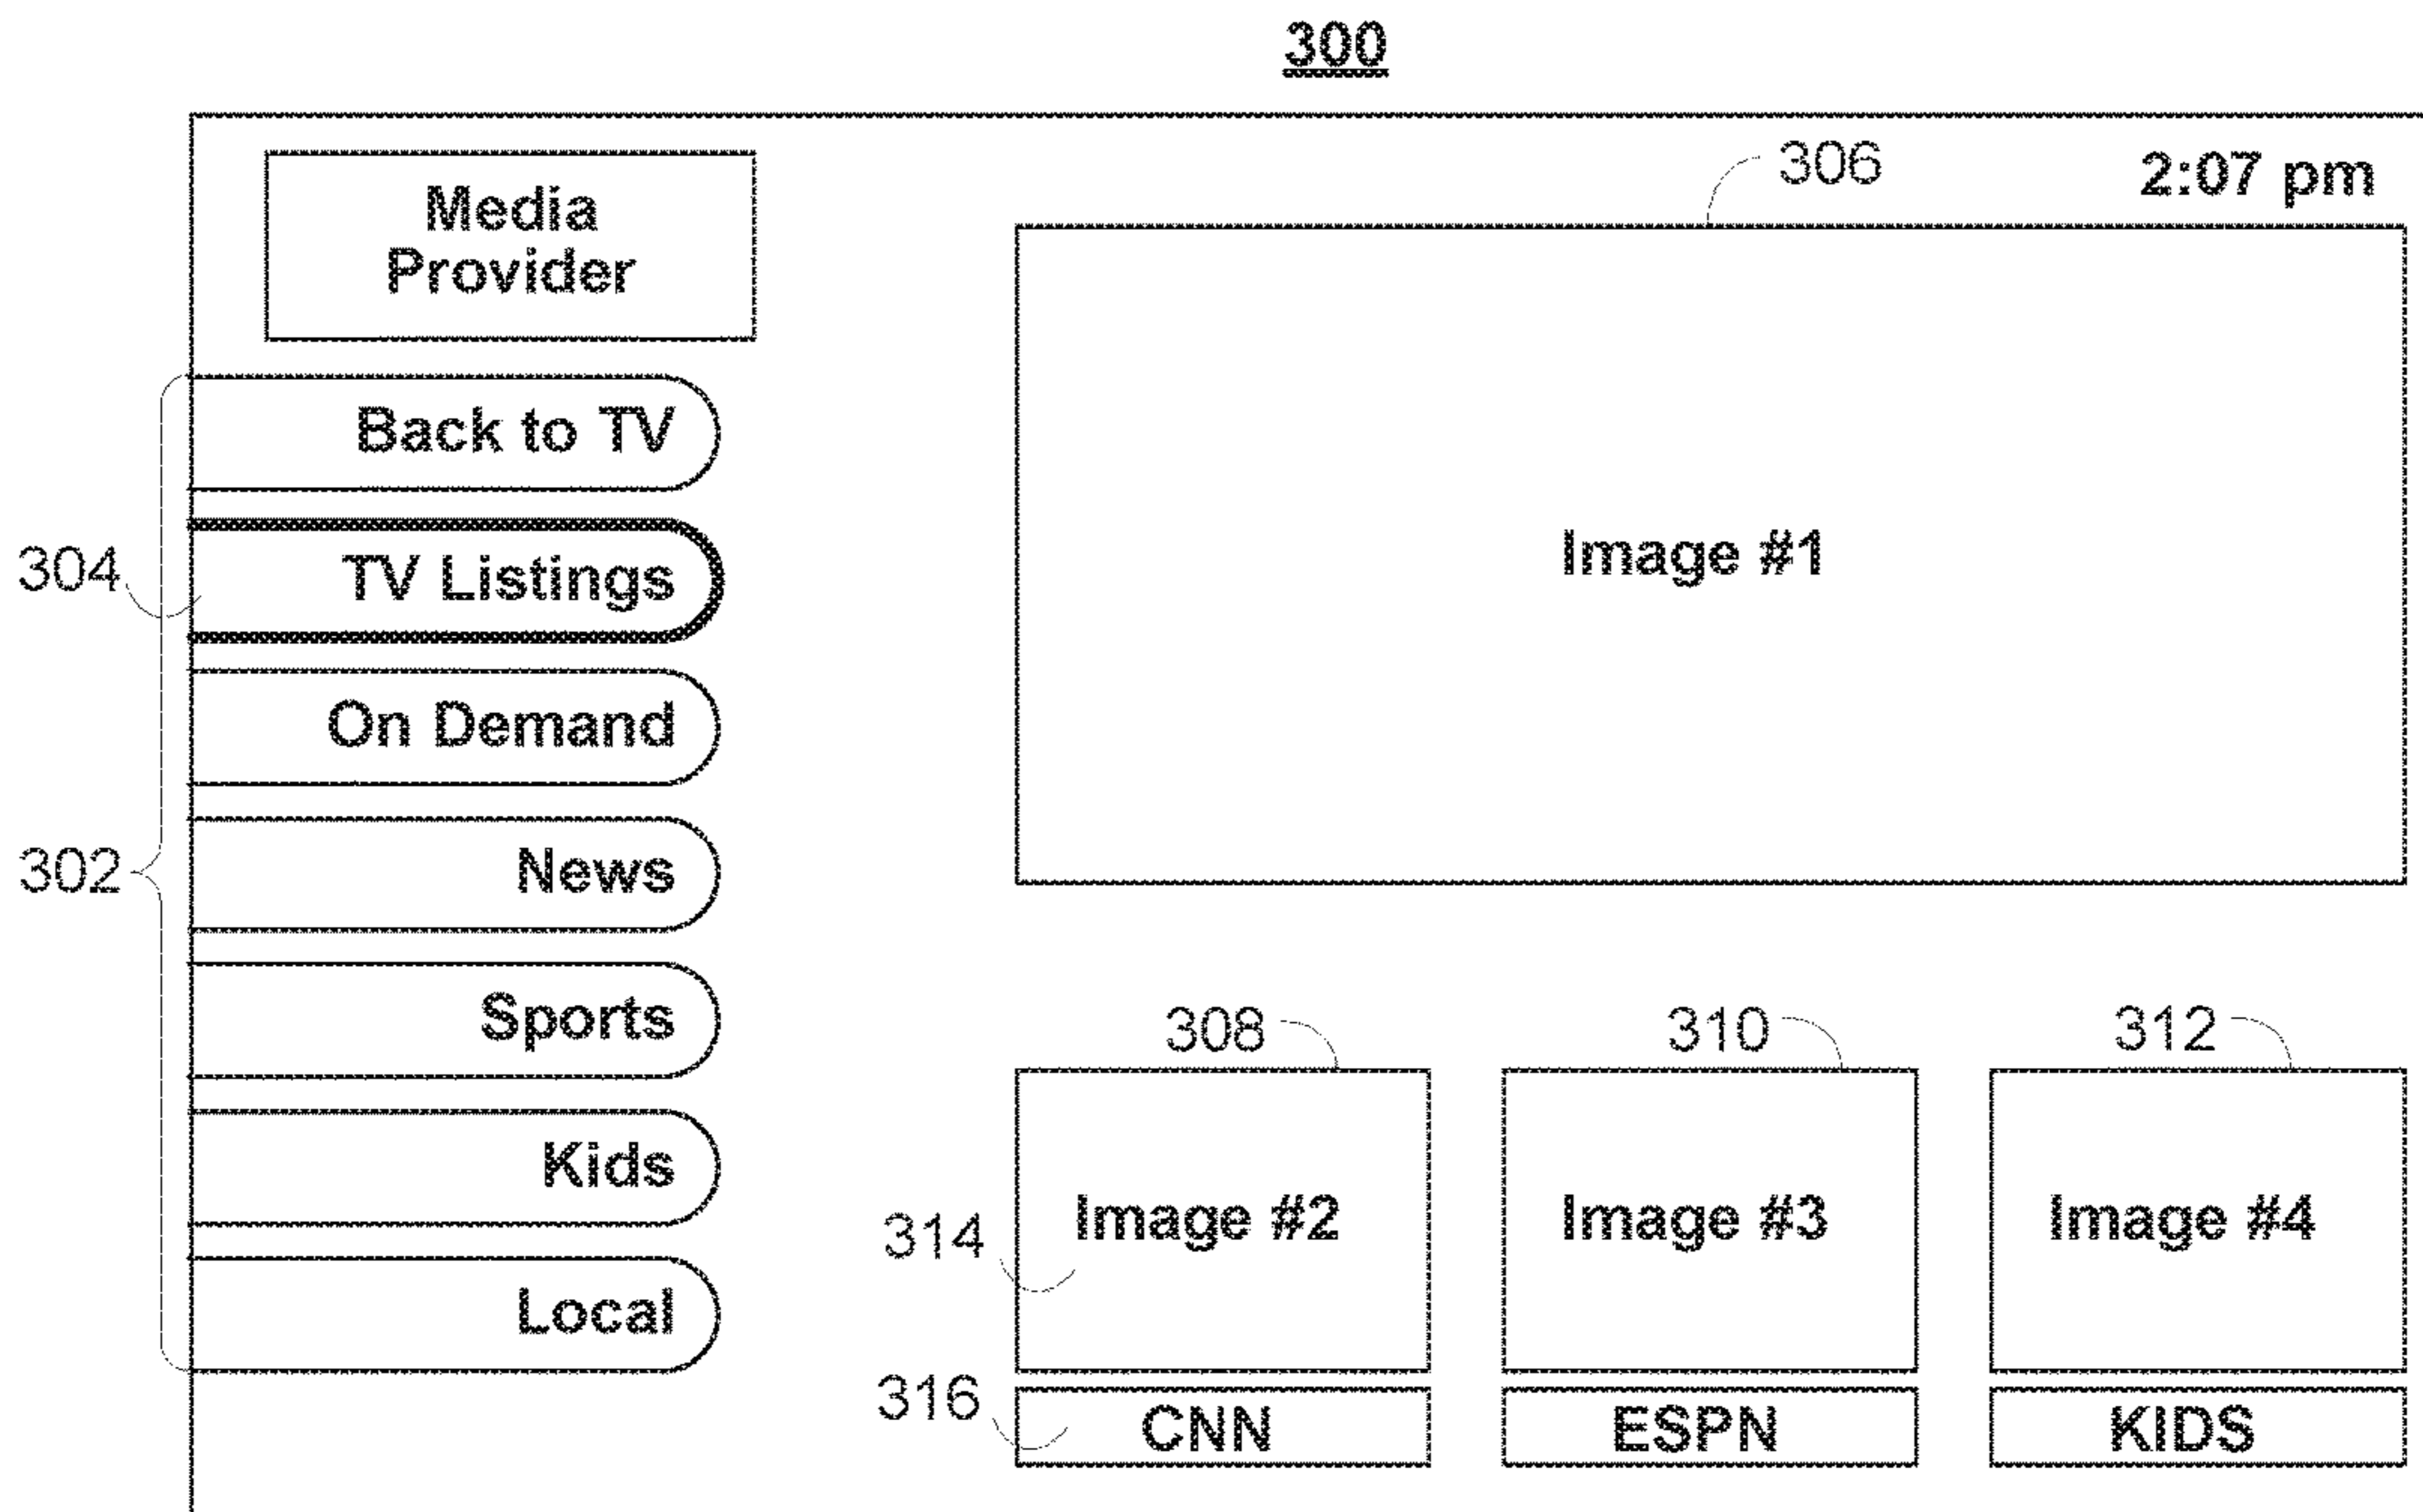 300
306
2:07 pm
Media
Provider
Back to TV
304
TV Listings
Image #1
On Demand
302
News
Sports
308
310
312
Kids
314
Image #2
Image #3
Image #4
Local
316
CNN
ESPN
KIDS